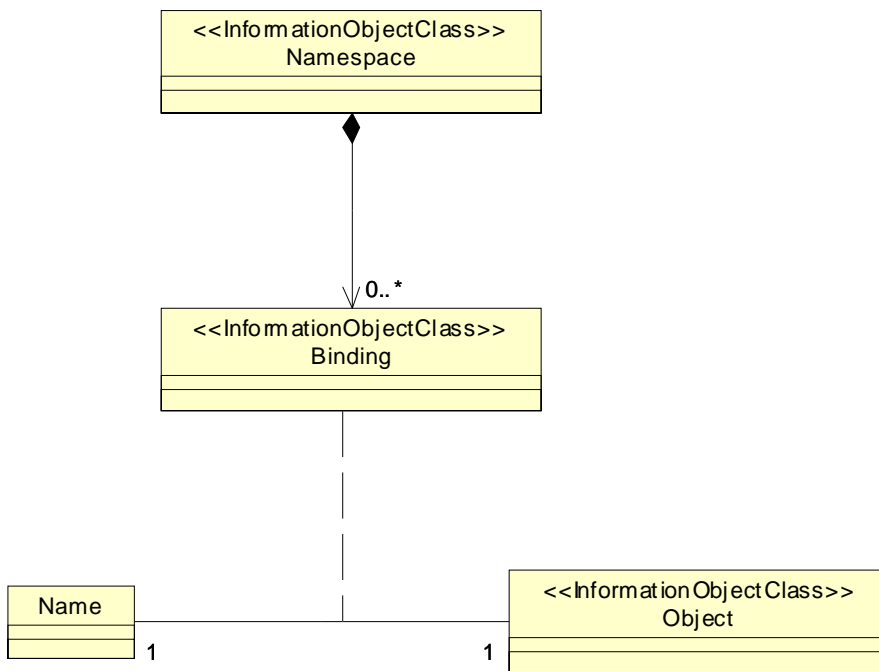 <<InformationObjectClass>>
Namespace
0..*
<<InformationObjectClass>>
Binding
Name
1
1
<<InformationObjectClass>>
Object